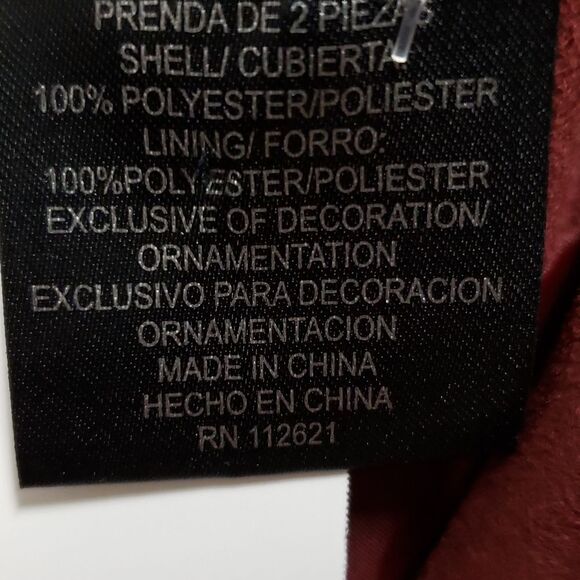 PRENDA DE 2 PIEZAS
SHELL/ CUBIERTA
100% POLYESTER/POLIESTER
LINING/ FORRO:
100%POLYESTER/POLIESTER
EXCLUSIVE OF DECORATION/
ORNAMENTATION
EXCLUSIVO PARA DECORACION
ORNAMENTACION
MADE IN CHINA
HECHO EN CHINA
RN 112621